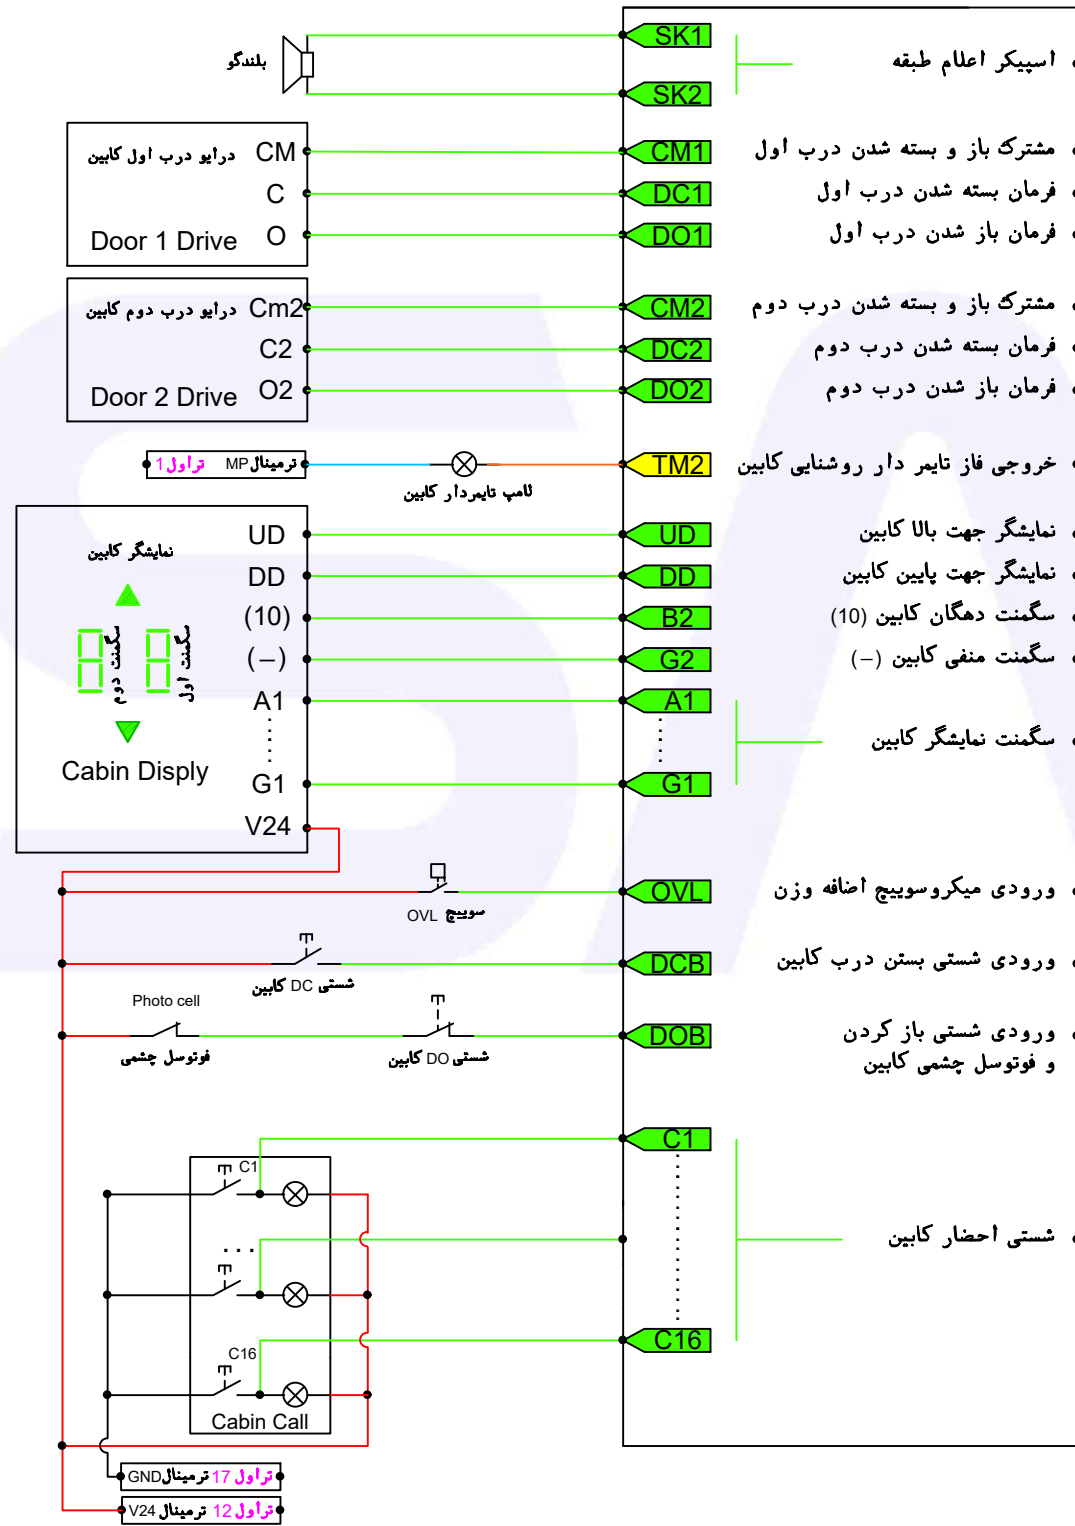 SK1
بلندگو
اسپیکر اعلام طبقه
SK2
درایو درب اول کابین CM
CM1 مشترک باز و بسته شدن درب اول
C
DC1 فرمان بسته شدن درب اول
Door 1 Drive O
DO1 فرمان باز شدن درب اول
درایو درب دوم کابین Cm2
CM2 مشترک باز و بسته شدن درب دوم
C2
DC2 فرمان بسته شدن درب دوم
Door 2 Drive O2
DO2 فرمان باز شدن درب دوم
تراول 1 ترمینال MP
لامپ تایمردار کابین
TM2 خروجی فاز تایمر دار روشنایی کابین
نمایشگر کابین
UD
UD نمایشگر جهت بالا کابین
DD
DD نمایشگر جهت پایین کابین
(10)
B2 سگمنت دهگان کابین (10)
سگمنت دوم
سگمنت اول
(–)
G2 سگمنت منفی کابین (–)
A1
A1
سگمنت نمایشگر کابین
Cabin Disply
G1
G1
V24
سوییچ OVL
OVL ورودی میکروسوییچ اضافه وزن
شستی DC کابین
DCB ورودی شستی بستن درب کابین
Photo cell
فوتوسل چشمی
شستی DO کابین
DOB ورودی شستی باز کردن
و فوتوسل چشمی کابین
C1
C1
...
شستی احضار کابین
C16
C16
Cabin Call
تراول 17 ترمینال GND
تراول 12 ترمینال V24